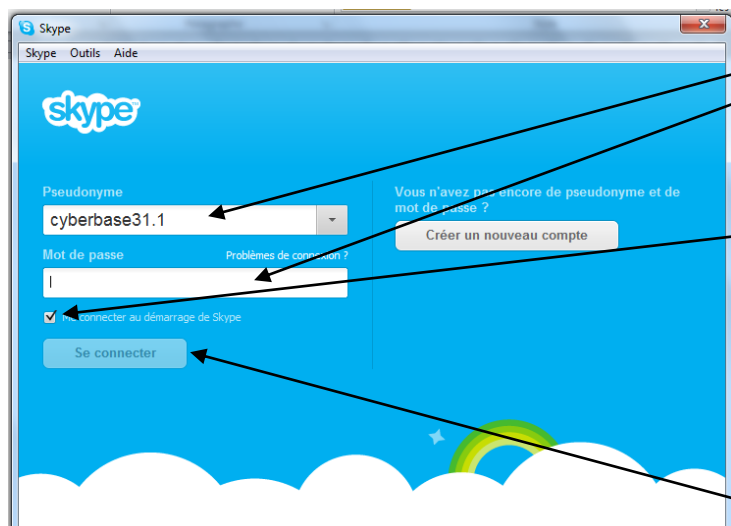 Skype
Skype Outils Aide
skype
Pseudonyme
cyberbase31.1
Mot de passe
Problèmes de connexion ?
Me connecter au démarrage de Skype
Se connecter
Vous n'avez pas encore de pseudonyme et de
mot de passe ?
Créer un nouveau compte